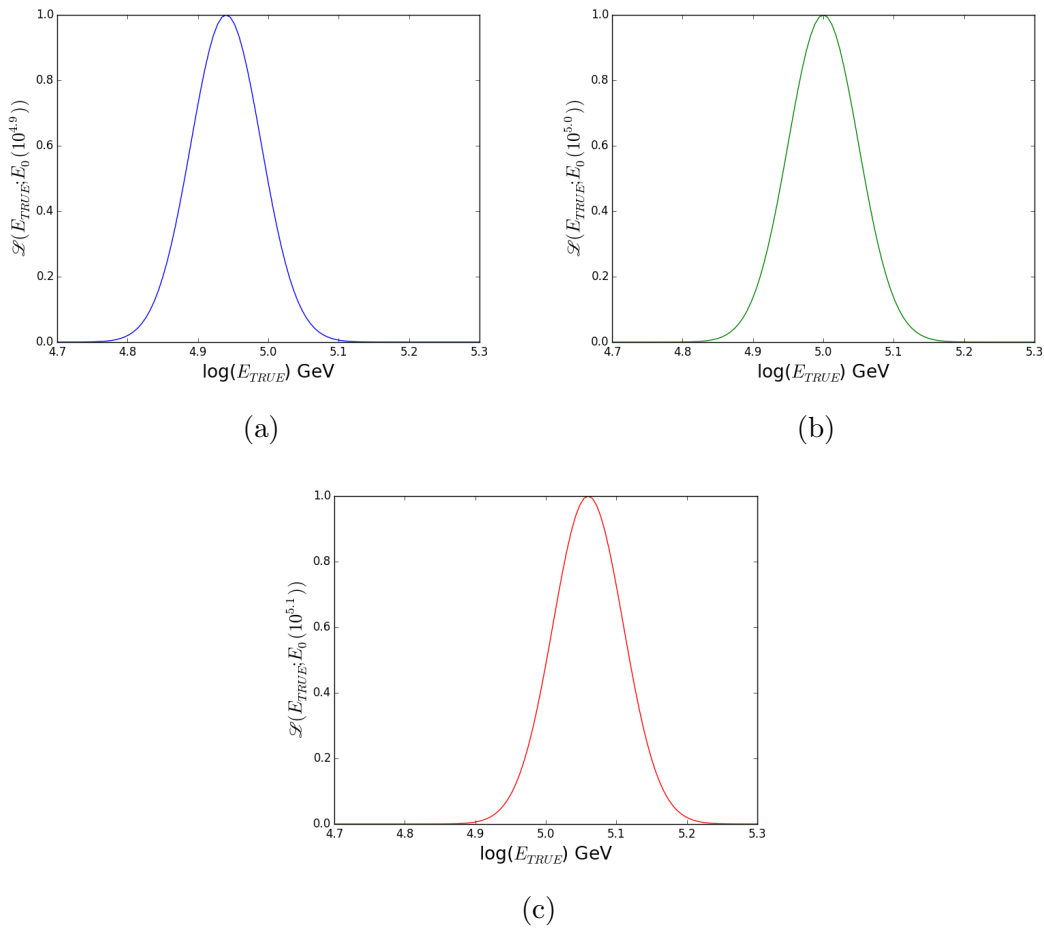 1.0
0.8
0.6
0.4
0.2
0.0
ℒ(E_TRUE; E_0(10^4.9))
4.7 4.8 4.9 5.0 5.1 5.2 5.3
log(E_TRUE) GeV
(a)
1.0
0.8
0.6
0.4
0.2
0.0
ℒ(E_TRUE; E_0(10^5.0))
4.7 4.8 4.9 5.0 5.1 5.2 5.3
log(E_TRUE) GeV
(b)
1.0
0.8
0.6
0.4
0.2
0.0
ℒ(E_TRUE; E_0(10^5.1))
4.7 4.8 4.9 5.0 5.1 5.2 5.3
log(E_TRUE) GeV
(c)